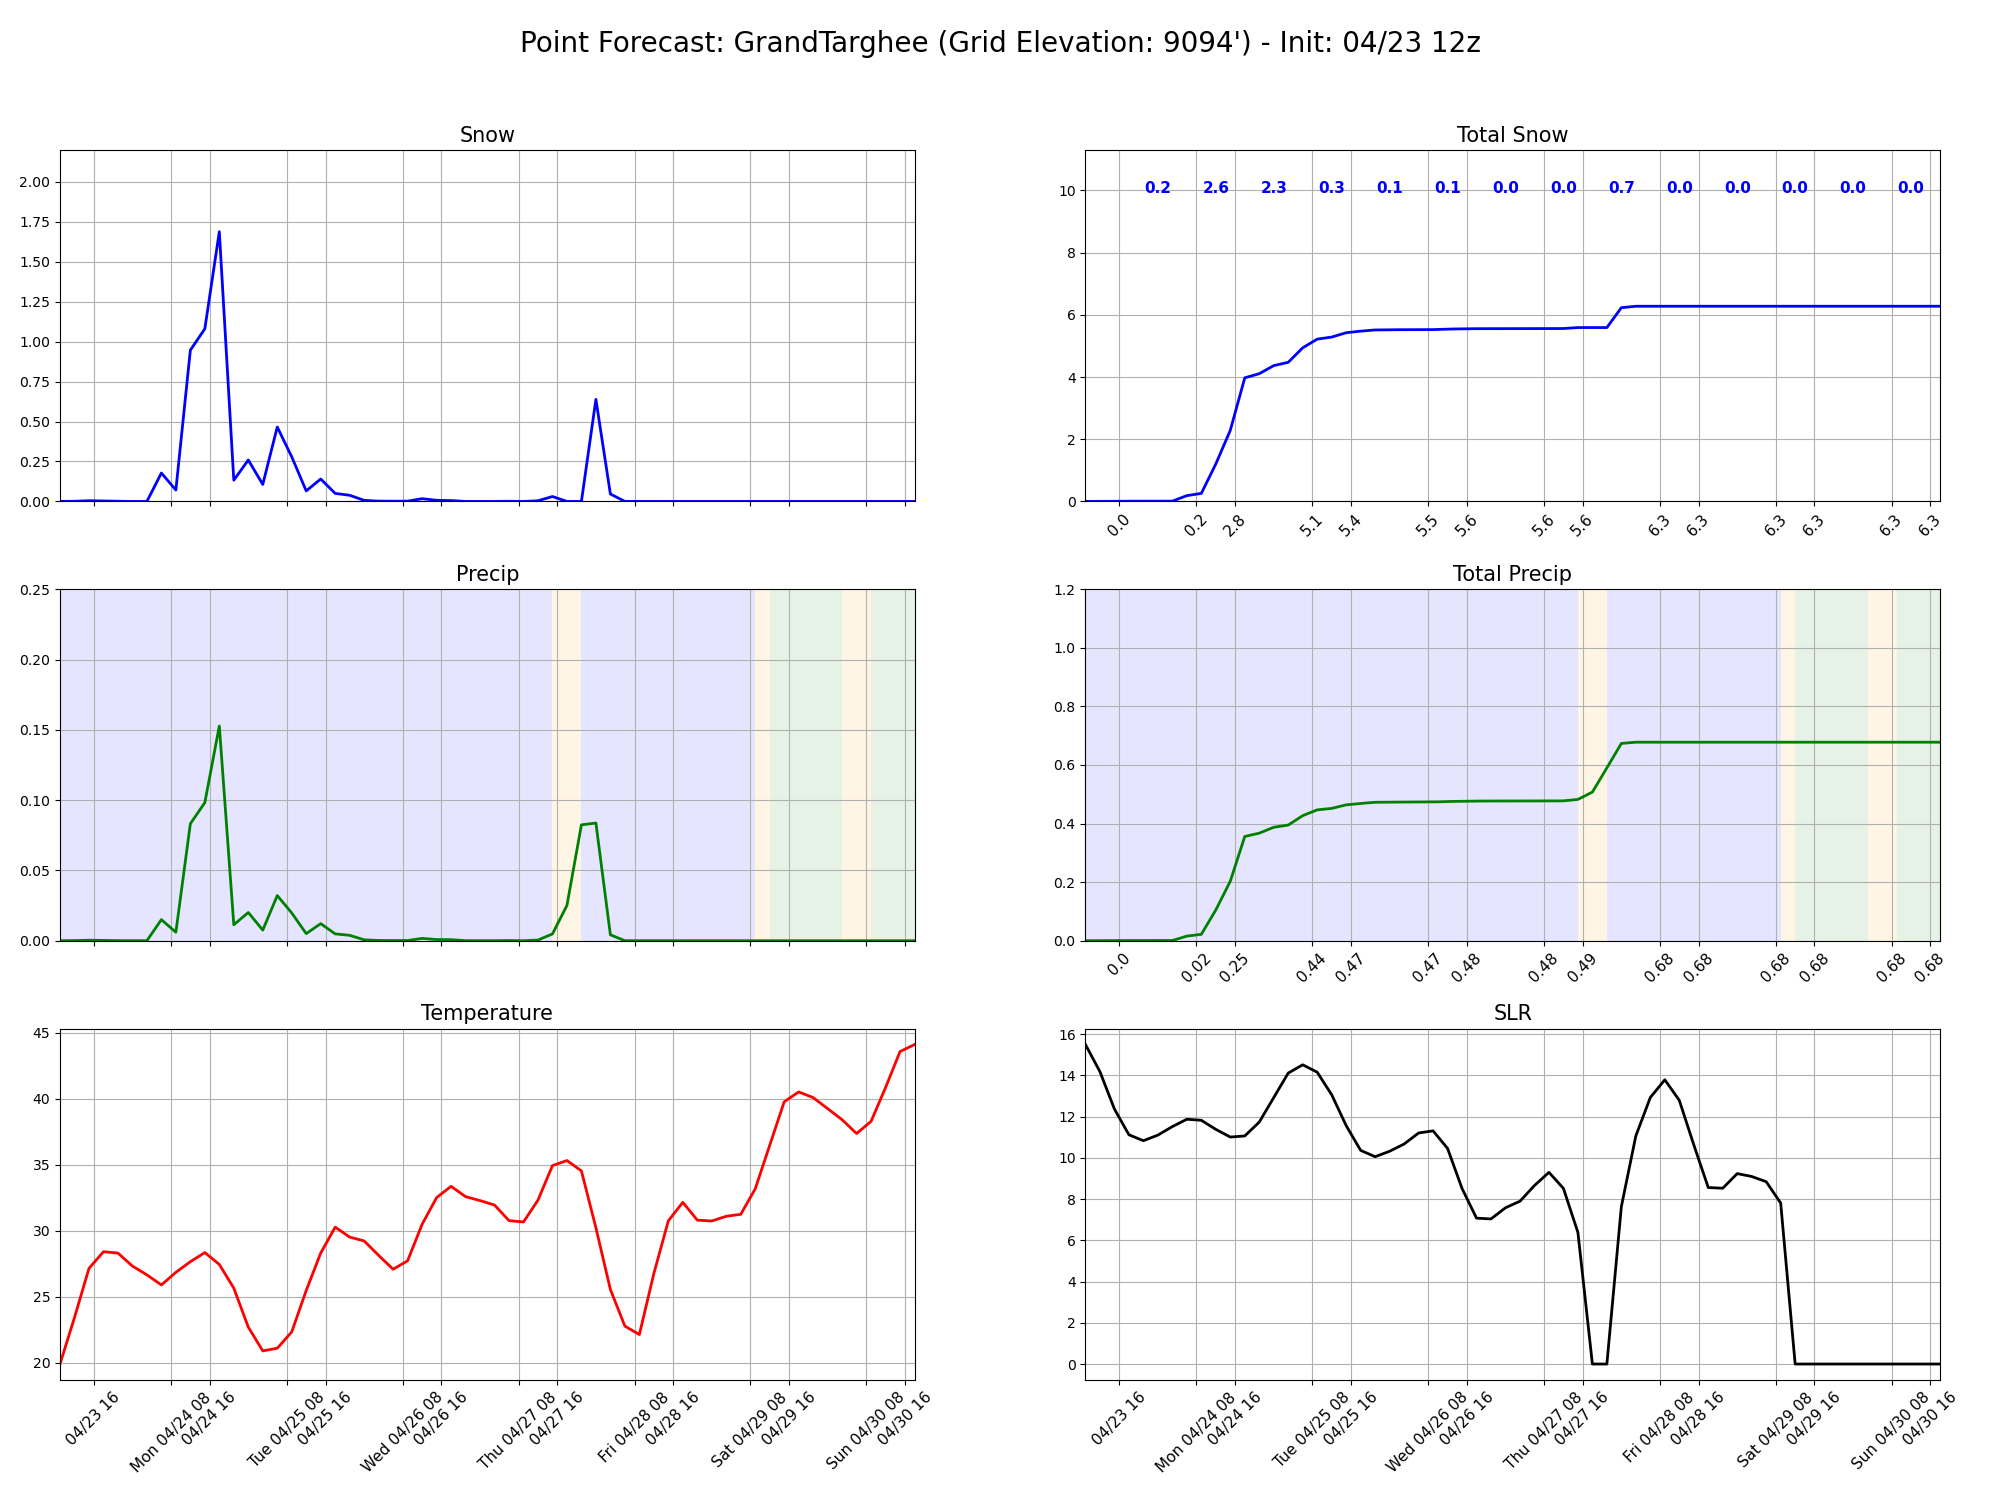 Point Forecast: GrandTarghee (Grid Elevation: 9094') - Init: 04/23 12z
Snow
2.00
1.75
1.50
1.25
1.00
0.75
0.50
0.25
0.00
Total Snow
10
8
6
4
2
0
0.2 2.6 2.3 0.3 0.1 0.1 0.0 0.0 0.7 0.0 0.0 0.0 0.0 0.0
0.0 0.2 2.8 5.1 5.4 5.5 5.6 5.6 5.6 6.3 6.3 6.3 6.3 6.3 6.3
Precip
0.25
0.20
0.15
0.10
0.05
0.00
Total Precip
1.2
1.0
0.8
0.6
0.4
0.2
0.0
0.0 0.02 0.25 0.44 0.47 0.47 0.48 0.48 0.49 0.68 0.68 0.68 0.68 0.68 0.68
Temperature
45
40
35
30
25
20
04/23 16
Mon 04/24 08
04/24 16
Tue 04/25 08
04/25 16
Wed 04/26 08
04/26 16
Thu 04/27 08
04/27 16
Fri 04/28 08
04/28 16
Sat 04/29 08
04/29 16
Sun 04/30 08
04/30 16
SLR
16
14
12
10
8
6
4
2
0
04/23 16
Mon 04/24 08
04/24 16
Tue 04/25 08
04/25 16
Wed 04/26 08
04/26 16
Thu 04/27 08
04/27 16
Fri 04/28 08
04/28 16
Sat 04/29 08
04/29 16
Sun 04/30 08
04/30 16